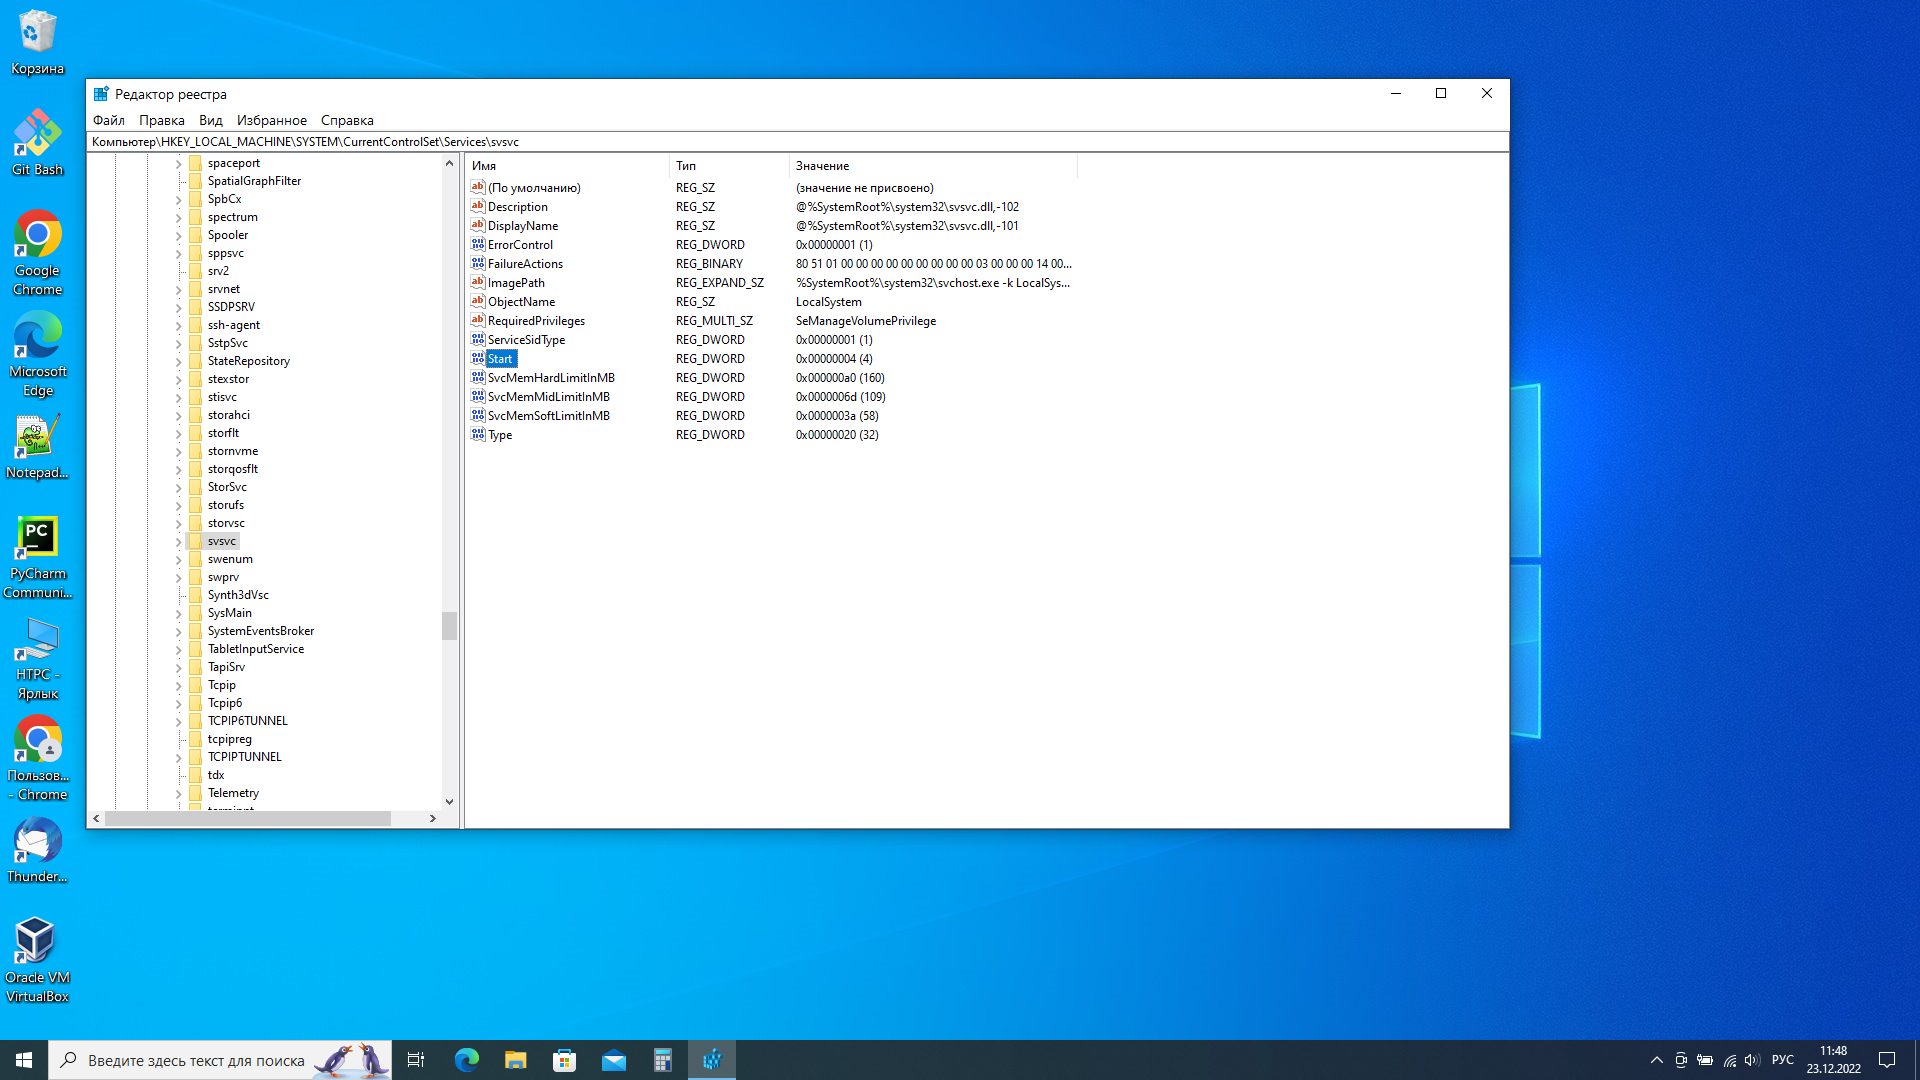 Корзина
Git Bash
Google
Chrome
Microsoft
Edge
Notepad...
PyCharm
Communi...
HTPC -
Ярлык
Пользов...
- Chrome
Thunder...
Oracle VM
VirtualBox
Редактор реестра
Файл Правка Вид Избранное Справка
Компьютер\HKEY_LOCAL_MACHINE\SYSTEM\CurrentControlSet\Services\svsvc
spaceport
SpatialGraphFilter
SpbCx
spectrum
Spooler
sppsvc
srv2
srvnet
SSDPSRV
ssh-agent
SstpSvc
StateRepository
stexstor
stisvc
storahci
storflt
stornvme
storqosflt
StorSvc
storufs
storvsc
svsvc
swenum
swprv
Synth3dVsc
SysMain
SystemEventsBroker
TabletInputService
TapiSrv
Tcpip
Tcpip6
TCPIP6TUNNEL
tcpipreg
TCPIPTUNNEL
tdx
Telemetry
Имя Тип Значение
(По умолчанию) REG_SZ (значение не присвоено)
Description REG_SZ @%SystemRoot%\system32\svsvc.dll,-102
DisplayName REG_SZ @%SystemRoot%\system32\svsvc.dll,-101
ErrorControl REG_DWORD 0x00000001 (1)
FailureActions REG_BINARY 80 51 01 00 00 00 00 00 00 00 00 00 03 00 00 00 14 00...
ImagePath REG_EXPAND_SZ %SystemRoot%\system32\svchost.exe -k LocalSys...
ObjectName REG_SZ LocalSystem
RequiredPrivileges REG_MULTI_SZ SeManageVolumePrivilege
ServiceSidType REG_DWORD 0x00000001 (1)
Start REG_DWORD 0x00000004 (4)
SvcMemHardLimitInMB REG_DWORD 0x000000a0 (160)
SvcMemMidLimitInMB REG_DWORD 0x0000006d (109)
SvcMemSoftLimitInMB REG_DWORD 0x0000003a (58)
Type REG_DWORD 0x00000020 (32)
Введите здесь текст для поиска
РУС
11:48
23.12.2022